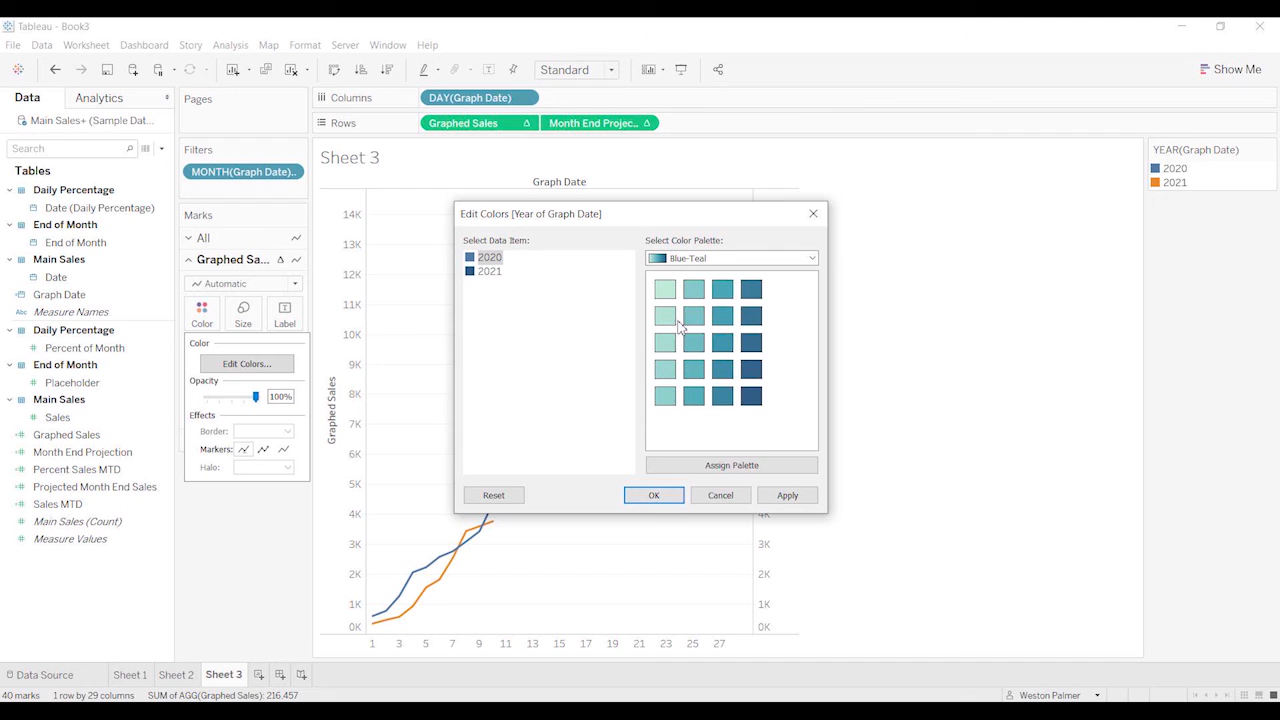 Tableau - Book3
File Data Worksheet Dashboard Story Analysis Map Format Server Window Help
Standard
Show Me
Data Analytics
Main Sales+ (Sample Dat...
Search
Tables
Daily Percentage
Date (Daily Percentage)
End of Month
End of Month
Main Sales
Date
Graph Date
Abc Measure Names
Daily Percentage
Percent of Month
End of Month
Placeholder
Main Sales
Sales
Graphed Sales
Month End Projection
Percent Sales MTD
Projected Month End Sales
Sales MTD
Main Sales (Count)
Measure Values
Pages
Filters
MONTH(Graph Date)..
Marks
All
Graphed Sa...
Automatic
Color Size Label
Color
Edit Colors...
Opacity
100%
Effects
Border:
Markers:
Halo:
Columns DAY(Graph Date)
Rows Graphed Sales Month End Projec..
Sheet 3
Graph Date
Graphed Sales
14K
13K
12K
11K
10K
9K
8K
7K
6K
5K
4K 4K
3K 3K
2K 2K
1K 1K
0K 0K
1 3 5 7 9 11 13 15 17 19 21 23 25 27
Edit Colors [Year of Graph Date]
Select Data Item:
2020
2021
Select Color Palette:
Blue-Teal
Assign Palette
Reset OK Cancel Apply
YEAR(Graph Date)
2020
2021
Data Source Sheet 1 Sheet 2 Sheet 3
40 marks 1 row by 29 columns SUM of AGG(Graphed Sales): 216,457
Weston Palmer